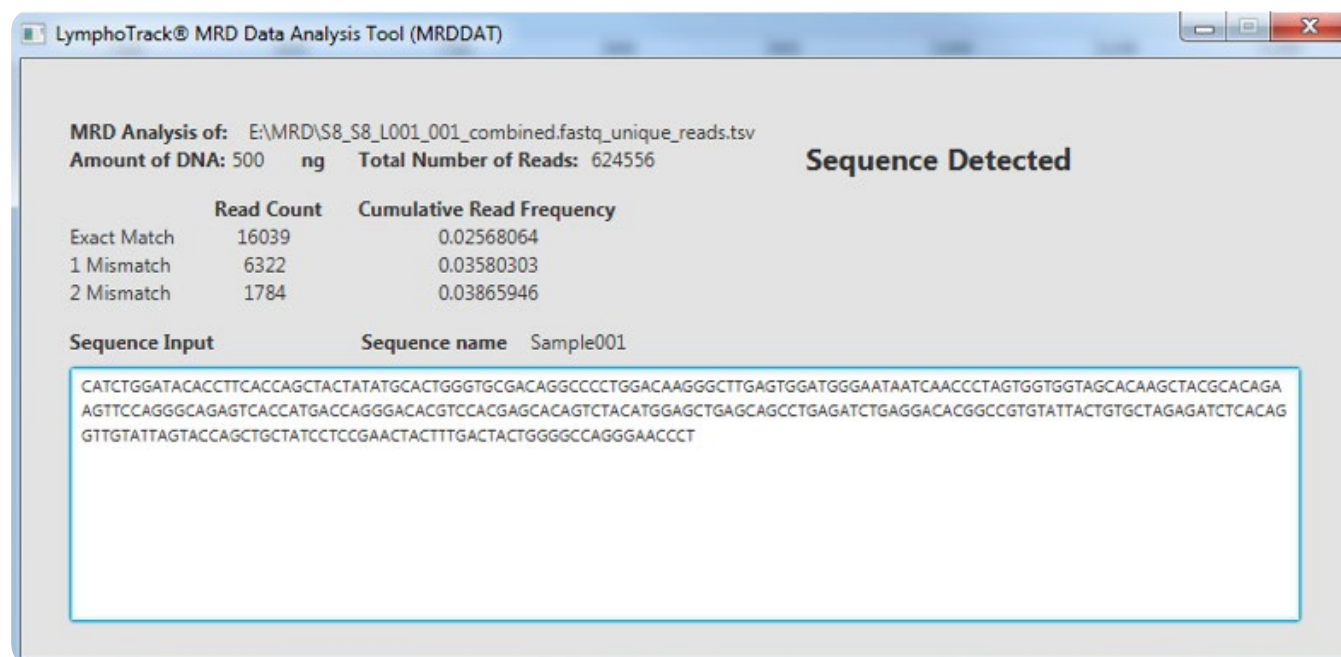 LymphoTrack® MRD Data Analysis Tool (MRDDAT)
MRD Analysis of: E:\MRD\S8_S8_L001_001_combined.fastq_unique_reads.tsv
Amount of DNA: 500 ng Total Number of Reads: 624556
Sequence Detected
Read Count Cumulative Read Frequency
Exact Match 16039 0.02568064
1 Mismatch 6322 0.03580303
2 Mismatch 1784 0.03865946
Sequence Input Sequence name Sample001
CATCTGGATACACCTTCACCAGCTACTATATGCACTGGGTGCGACAGGCCCCTGGACAAGGGCTTGAGTGGATGGGAATAATCAACCCTAGTGGTGGTAGCACAAGCTACGCACAGA
AGTTCCAGGGCAGAGTCACCATGACCAGGGACACGTCCACGAGCACAGTCTACATGGAGCTGAGCAGCCTGAGATCTGAGGACACGGCCGTGTATTACTGTGCTAGAGATCTCACAG
GTTGTATTAGTACCAGCTGCTATCCTCCGAACTACTTTGACTACTGGGGCCAGGGAACCCT